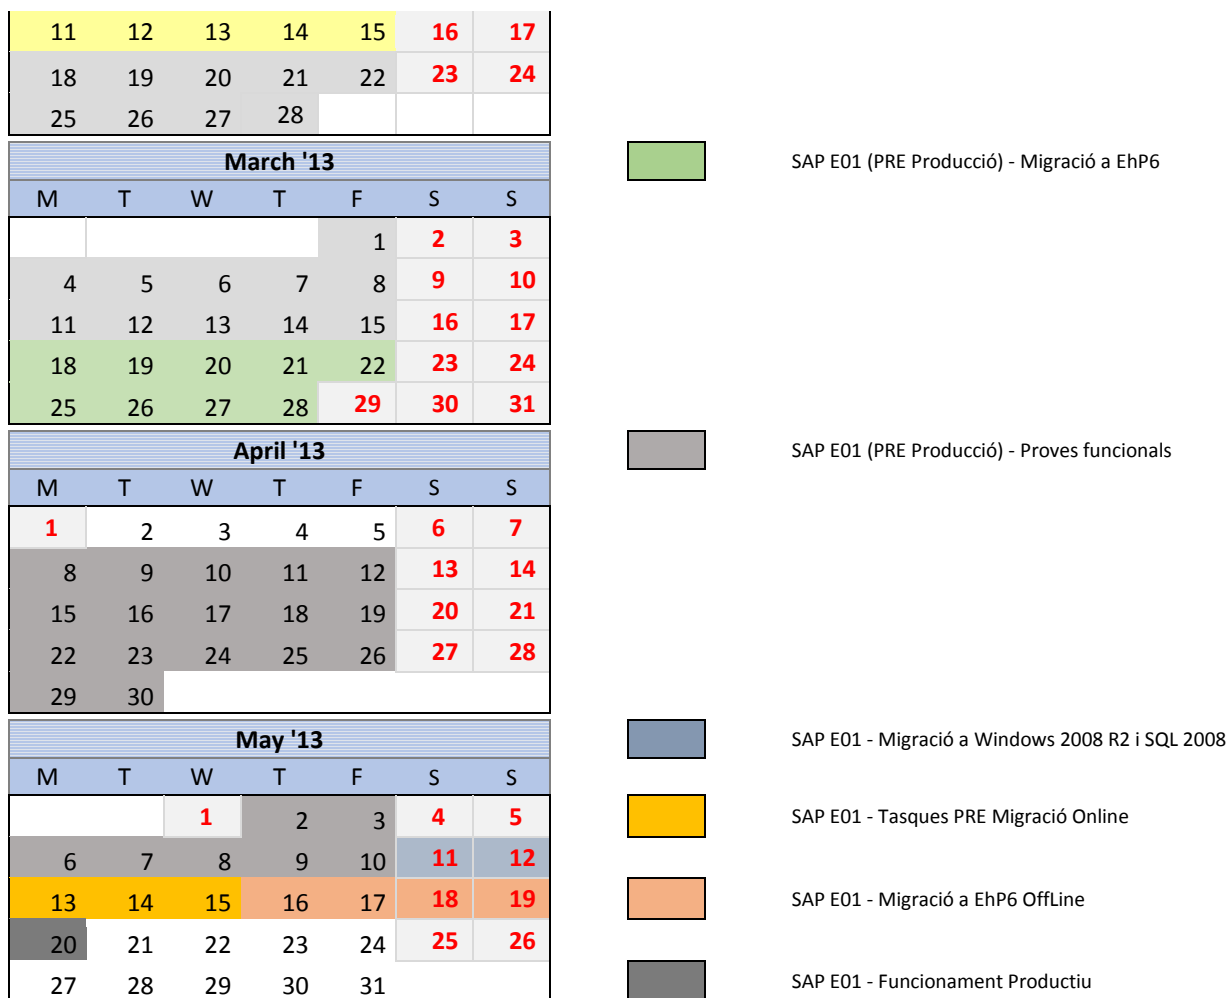 11 12 13 14 15 16 17
18 19 20 21 22 23 24
25 26 27 28
March '13
SAP E01 (PRE Producció) - Migració a EhP6
M T W T F S S
1 2 3
4 5 6 7 8 9 10
11 12 13 14 15 16 17
18 19 20 21 22 23 24
25 26 27 28 29 30 31
April '13
SAP E01 (PRE Producció) - Proves funcionals
M T W T F S S
1 2 3 4 5 6 7
8 9 10 11 12 13 14
15 16 17 18 19 20 21
22 23 24 25 26 27 28
29 30
May '13
SAP E01 - Migració a Windows 2008 R2 i SQL 2008
M T W T F S S
1 2 3 4 5
SAP E01 - Tasques PRE Migració Online
6 7 8 9 10 11 12
13 14 15 16 17 18 19
SAP E01 - Migració a EhP6 OffLine
20 21 22 23 24 25 26
27 28 29 30 31
SAP E01 - Funcionament Productiu